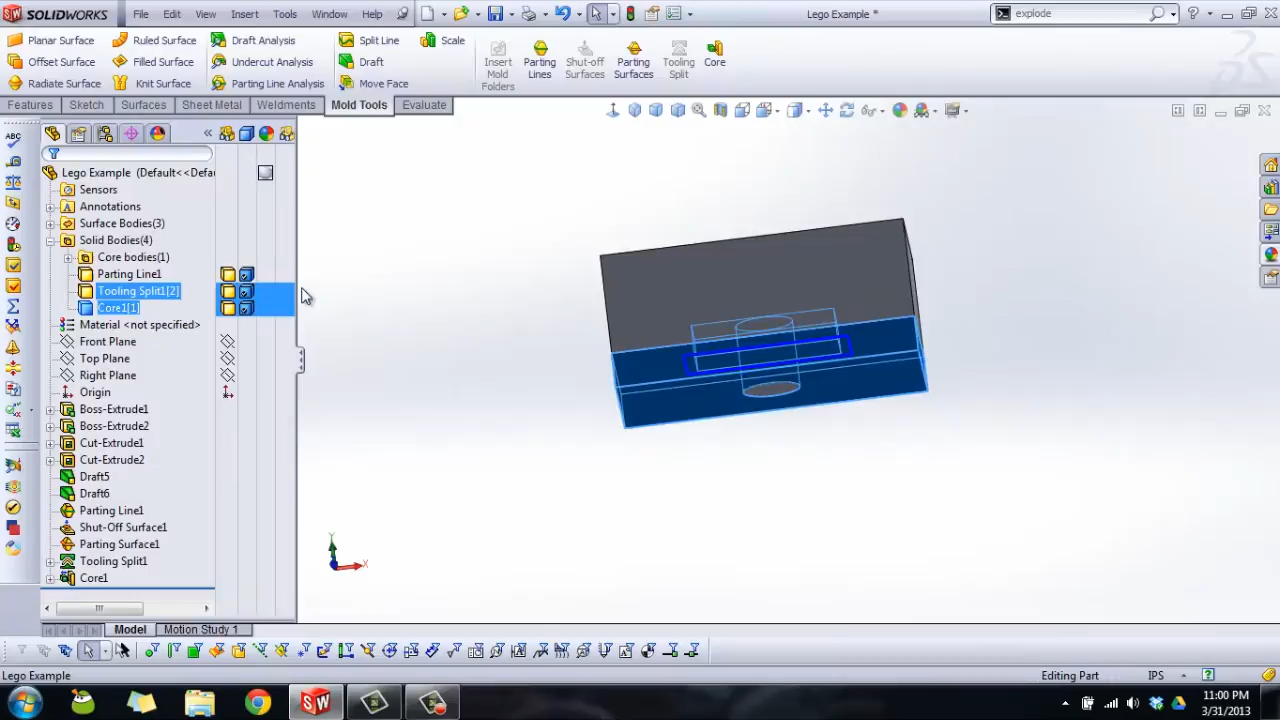 SOLIDWORKS File Edit View Insert Tools Window Help Lego Example * explode
Planar Surface Ruled Surface Draft Analysis Split Line Scale
Offset Surface Filled Surface Undercut Analysis Draft
Radiate Surface Knit Surface Parting Line Analysis Move Face
Insert Mold Folders Parting Lines Shut-off Surfaces Parting Surfaces Tooling Split Core
Features Sketch Surfaces Sheet Metal Weldments Mold Tools Evaluate
Lego Example (Default<<Defau
Sensors
Annotations
Surface Bodies(3)
Solid Bodies(4)
Core bodies(1)
Parting Line1
Tooling Split1[2]
Core1[1]
Material <not specified>
Front Plane
Top Plane
Right Plane
Origin
Boss-Extrude1
Boss-Extrude2
Cut-Extrude1
Cut-Extrude2
Draft5
Draft6
Parting Line1
Shut-Off Surface1
Parting Surface1
Tooling Split1
Core1
Y
X
Model Motion Study 1
Lego Example Editing Part IPS
11:00 PM
3/31/2013